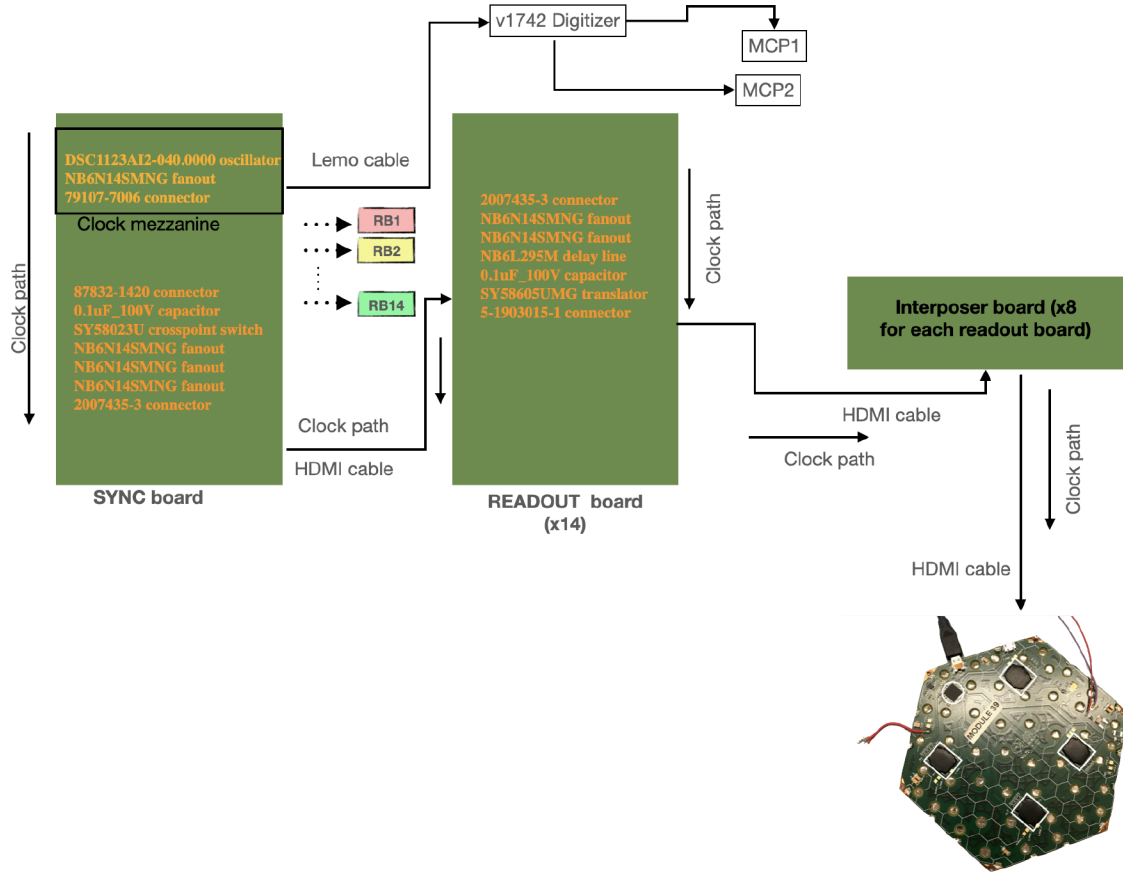 v1742 Digitizer
MCP1
MCP2
DSC1123AI2-040.0000 oscillator
NB6N14SMNG fanout
79107-7006 connector
Clock mezzanine
Lemo cable
RB1
RB2
RB14
Clock path
87832-1420 connector
0.1uF_100V capacitor
SY58023U crosspoint switch
NB6N14SMNG fanout
NB6N14SMNG fanout
NB6N14SMNG fanout
2007435-3 connector
Clock path
HDMI cable
SYNC board
2007435-3 connector
NB6N14SMNG fanout
NB6N14SMNG fanout
NB6L295M delay line
0.1uF_100V capacitor
SY58605UMG translator
5-1903015-1 connector
READOUT board
(x14)
Clock path
Interposer board (x8
for each readout board)
HDMI cable
Clock path
Clock path
HDMI cable
MODULE 39